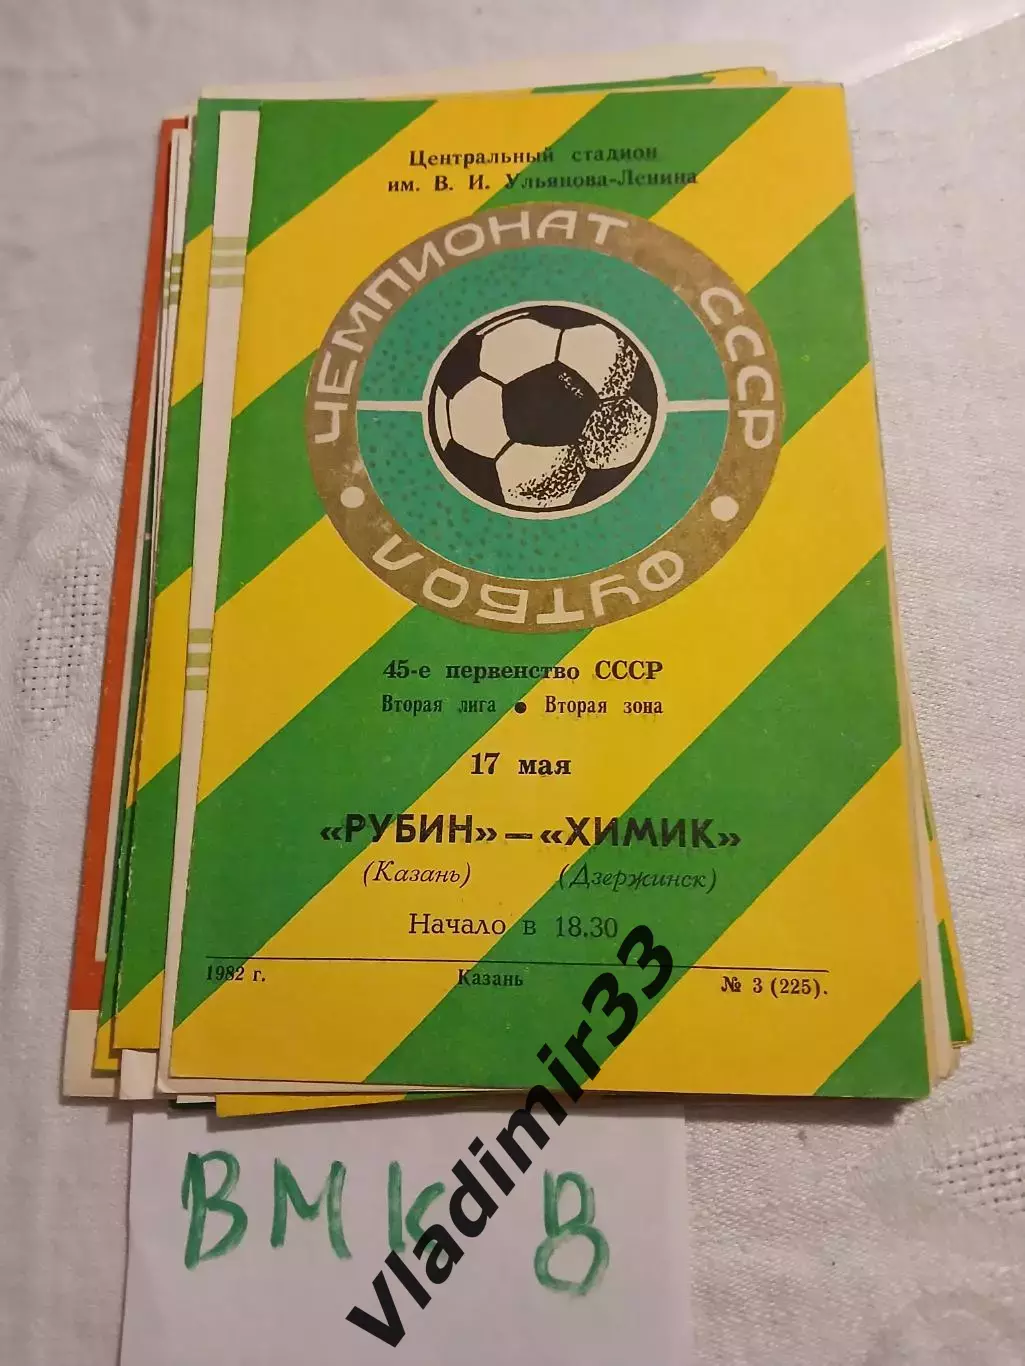 Центральный стадион
им. В. И. Ульянова-Ленина
ЧЕМПИОНАТ СССР
ФУТБОЛ
45-е первенство СССР
Вторая лига • Вторая зона
17 мая
«РУБИН» — «ХИМИК»
(Казань) (Дзержинск)
Начало в 18.30
1982 г. Казань № 3 (225).
vladimir33
ВМК В